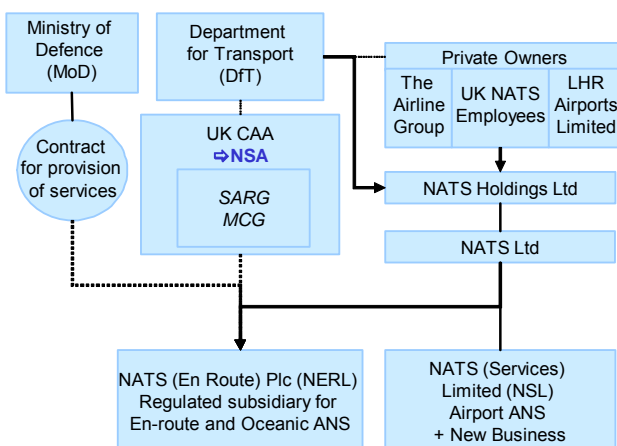 Ministry of
Defence
(MoD)
Department
for Transport
(DfT)
Private Owners
The
Airline
Group
UK NATS
Employees
LHR
Airports
Limited
Contract
for provision
of services
UK CAA
⇨NSA
SARG
MCG
NATS Holdings Ltd
NATS Ltd
NATS (En Route) Plc (NERL)
Regulated subsidiary for
En-route and Oceanic ANS
NATS (Services)
Limited (NSL)
Airport ANS
+ New Business